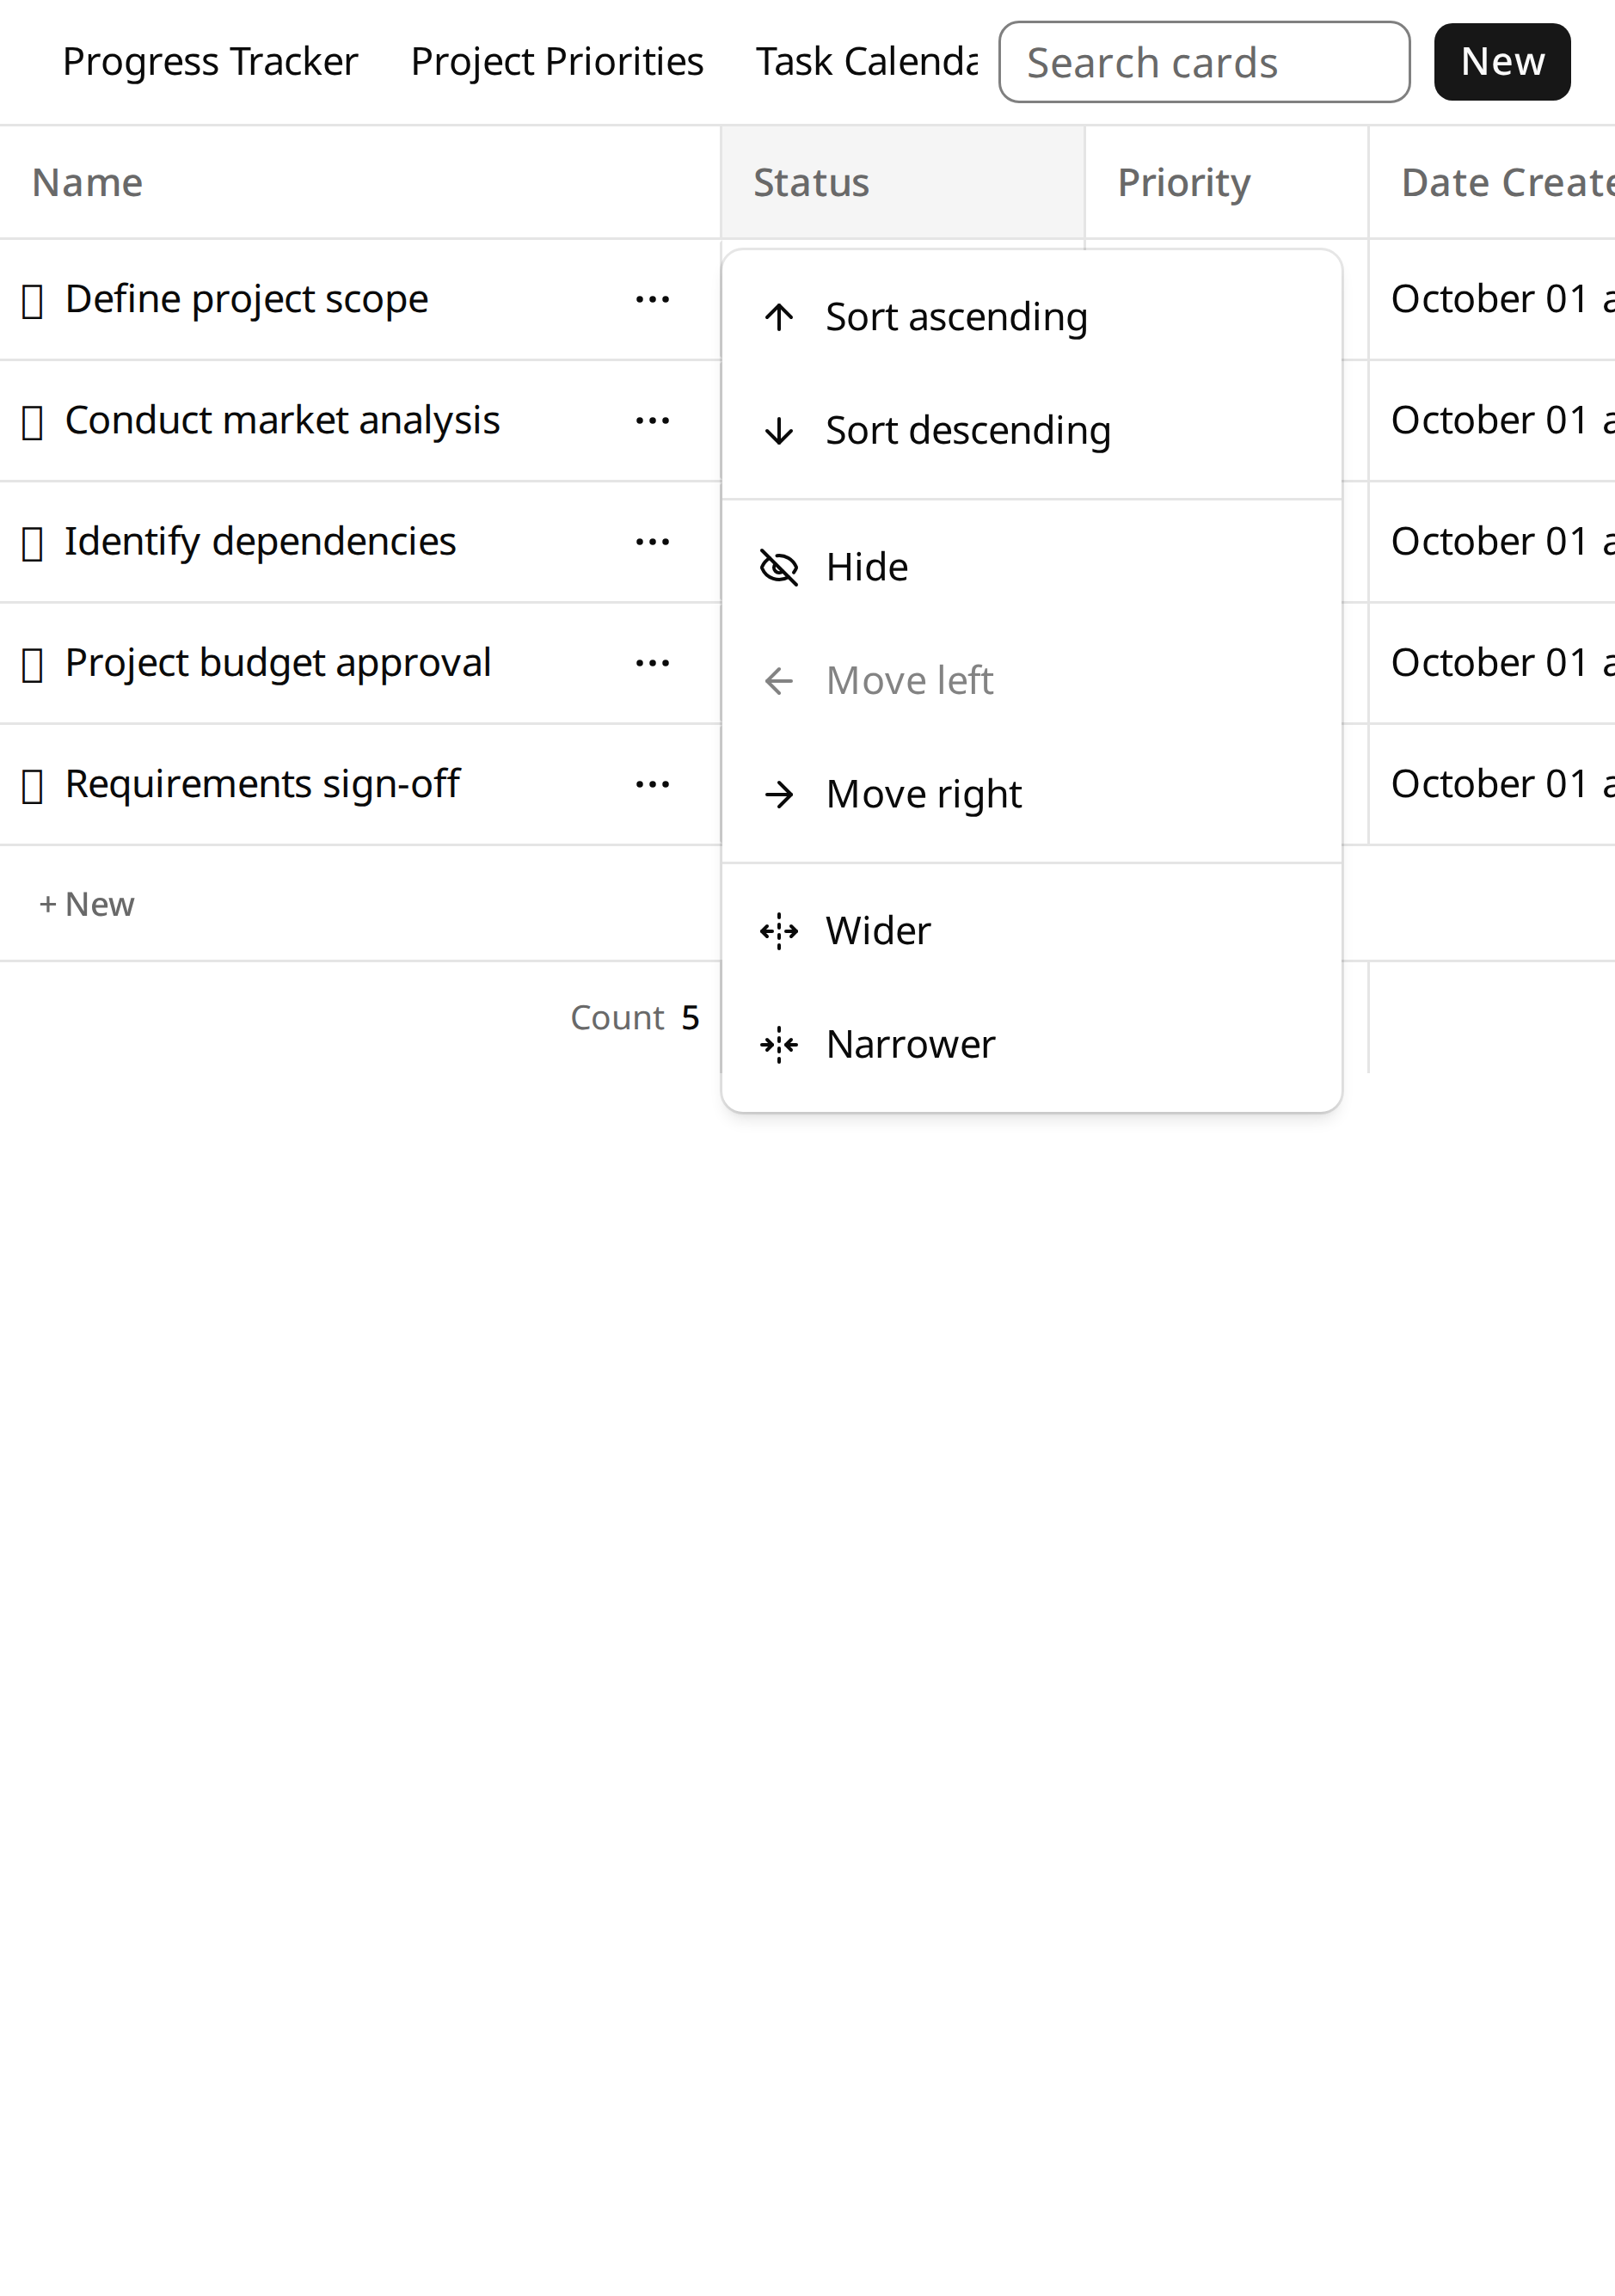 Progress Tracker Project Priorities Task Calenda Search cards New
Name Status Priority Date Create
Define project scope ••• October 01 a
Conduct market analysis ••• October 01 a
Identify dependencies ••• October 01 a
Project budget approval ••• October 01 a
Requirements sign-off ••• October 01 a
+ New
Count 5
Sort ascending
Sort descending
Hide
Move left
Move right
Wider
Narrower